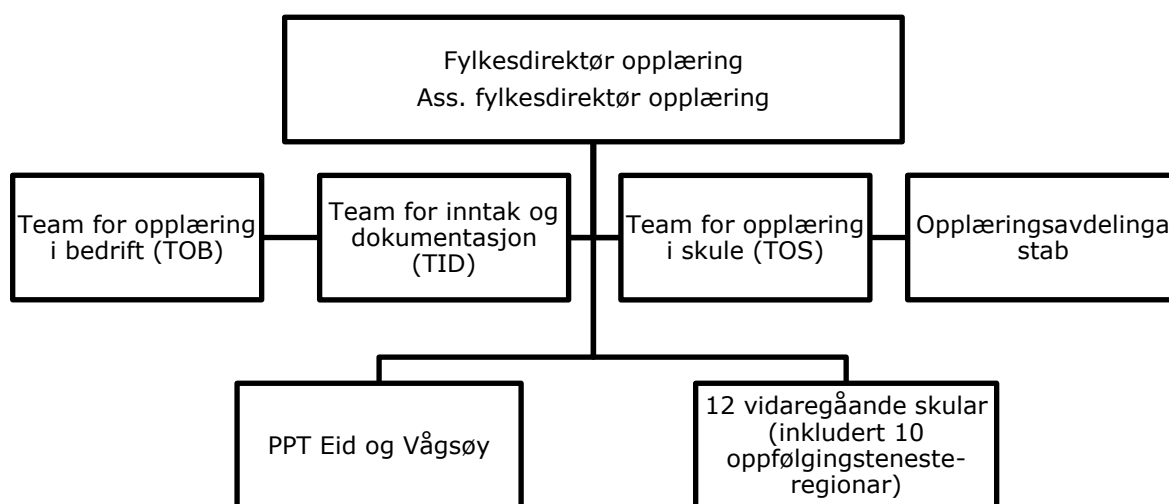 Fylkesdirektør opplæring
Ass. fylkesdirektør opplæring
Team for opplæring
i bedrift (TOB)
Team for inntak og
dokumentasjon
(TID)
Team for opplæring
i skule (TOS)
Opplæringsavdelinga
stab
PPT Eid og Vågsøy
12 vidaregåande skular
(inkludert 10
oppfølgingsteneste-
regionar)